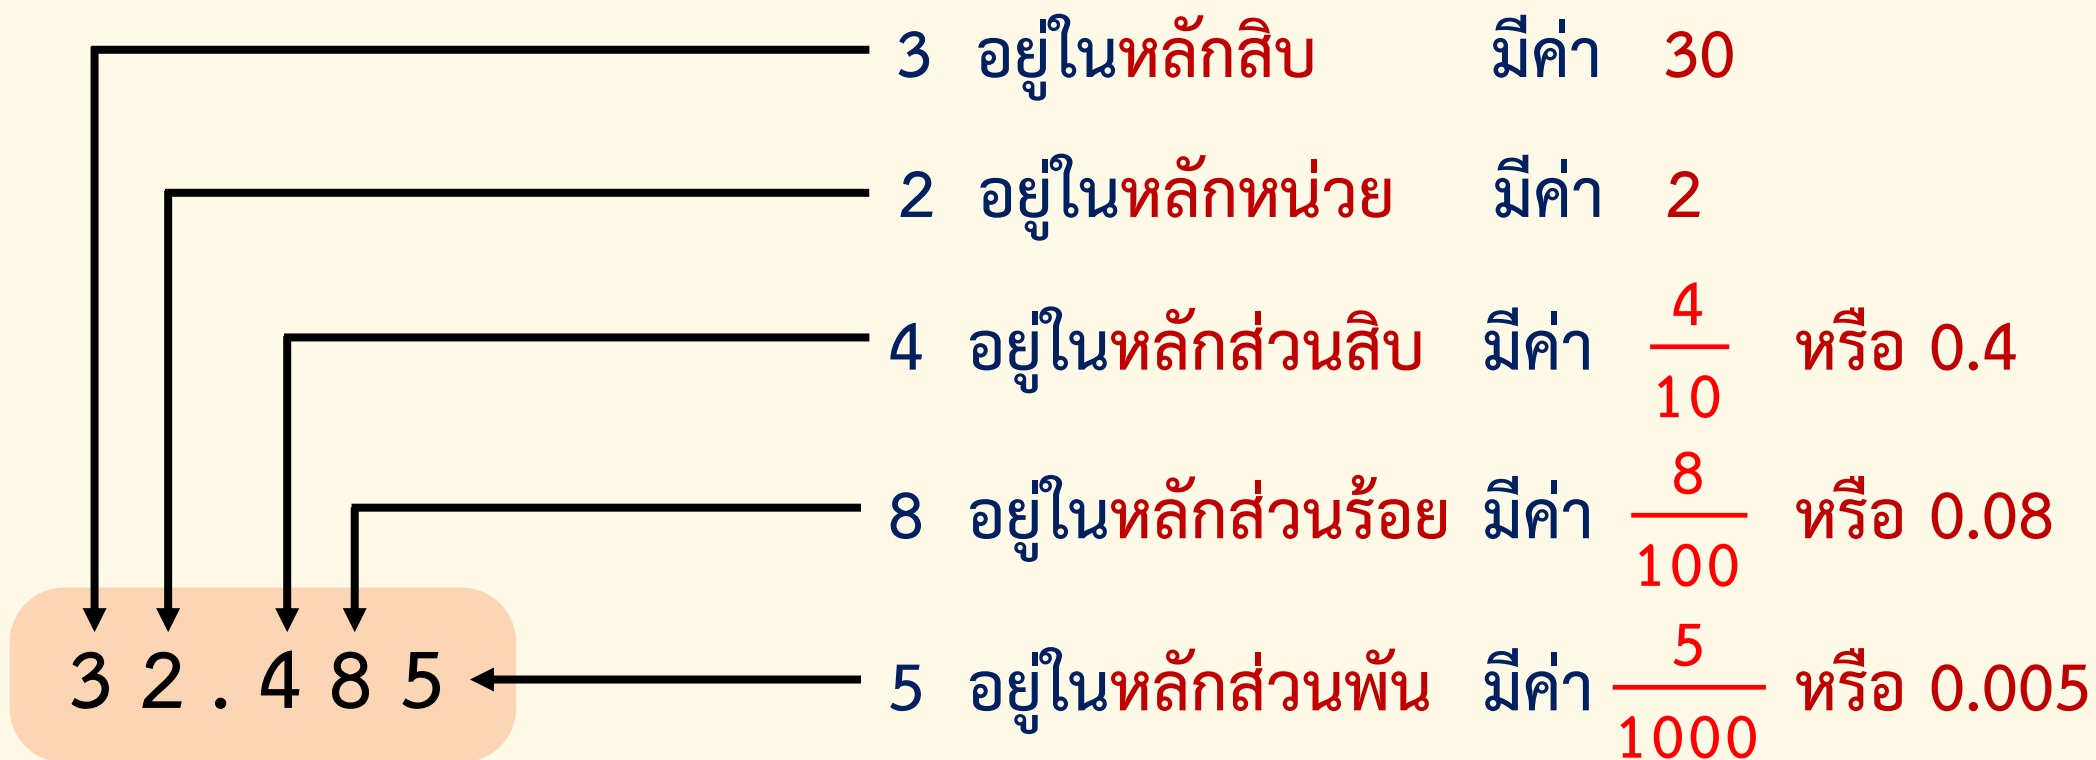 3 อยู่ในหลักสิบ มีค่า 30
2 อยู่ในหลักหน่วย มีค่า 2
4 อยู่ในหลักส่วนสิบ มีค่า 4/10 หรือ 0.4
8 อยู่ในหลักส่วนร้อย มีค่า 8/100 หรือ 0.08
5 อยู่ในหลักส่วนพัน มีค่า 5/1000 หรือ 0.005
32.485